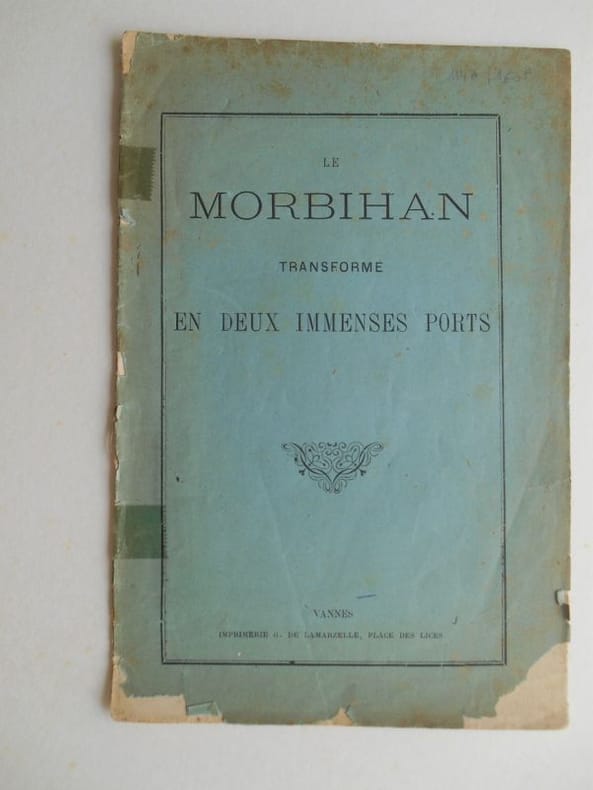 LE
MORBIHAN
TRANSFORMÉ
EN DEUX IMMENSES PORTS
VANNES
IMPRIMERIE G. DE LAMARZELLE, PLACE DES LICES